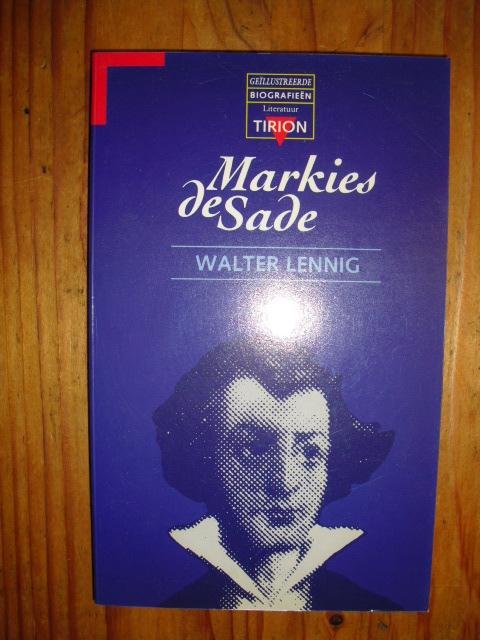 GEÏLLUSTREERDE
BIOGRAFIEËN
Literatuur
TIRION
Markies
de Sade
WALTER LENNIG